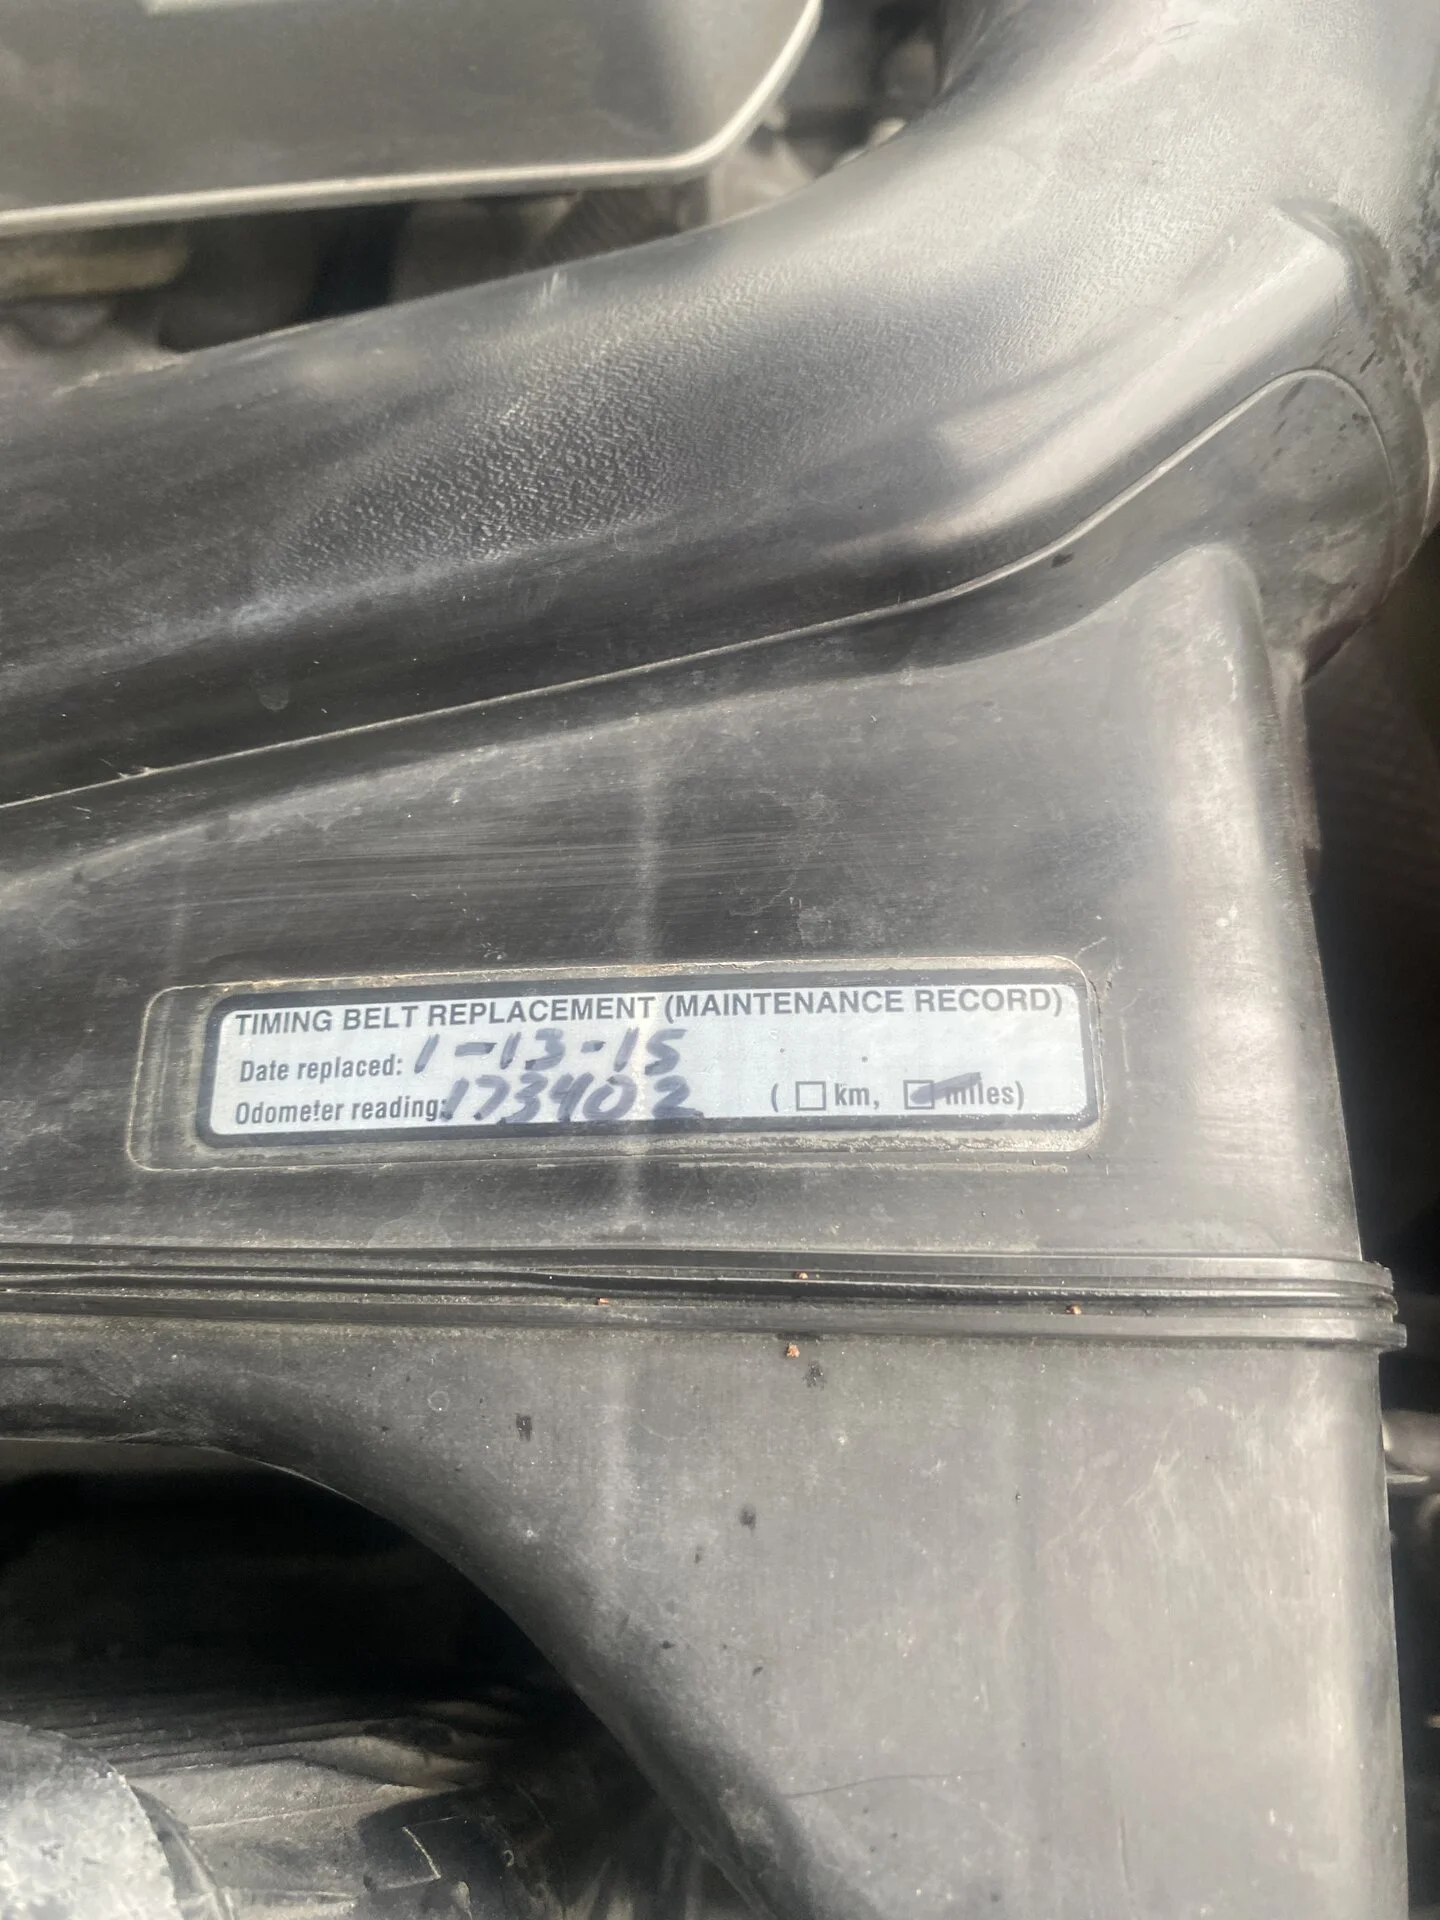 TIMING BELT REPLACEMENT (MAINTENANCE RECORD)
Date replaced: 1-13-15
Odometer reading: 173402 (☐ km, ☑ miles)